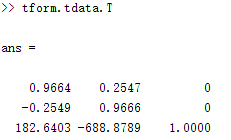 >> tform.tdata.T
ans =
0.9664 0.2547 0
-0.2549 0.9666 0
182.6403 -688.8789 1.0000